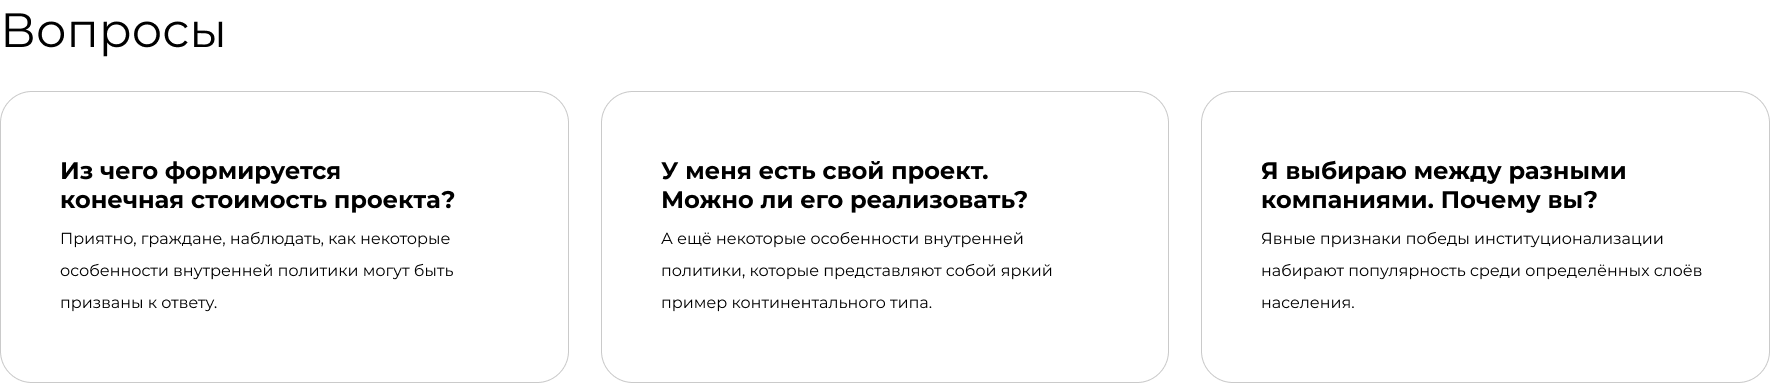 Вопросы
Из чего формируется
конечная стоимость проекта?
Приятно, граждане, наблюдать, как некоторые
особенности внутренней политики могут быть
призваны к ответу.
У меня есть свой проект.
Можно ли его реализовать?
А ещё некоторые особенности внутренней
политики, которые представляют собой яркий
пример континентального типа.
Я выбираю между разными
компаниями. Почему вы?
Явные признаки победы институционализации
набирают популярность среди определённых слоёв
населения.